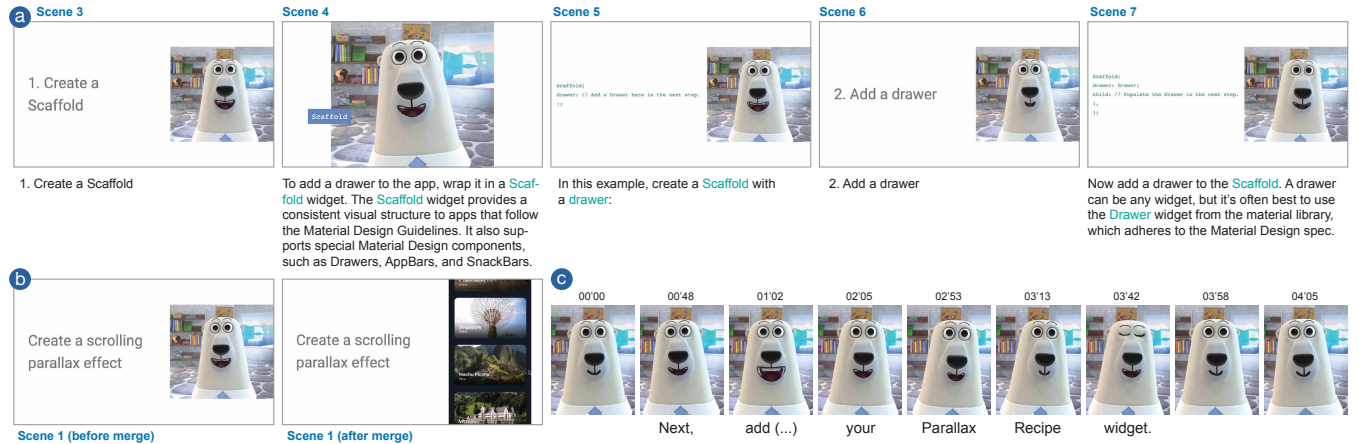 a
Scene 3
Scene 4
Scene 5
Scene 6
Scene 7
1. Create a
Scaffold
Scaffold
Scaffold(
drawer: // Add a Drawer here in the next step.
);
2. Add a drawer
Scaffold(
drawer: Drawer(
child: // Populate the Drawer in the next step.
),
);
1. Create a Scaffold
To add a drawer to the app, wrap it in a Scaf-
fold widget. The Scaffold widget provides a
consistent visual structure to apps that follow
the Material Design Guidelines. It also sup-
ports special Material Design components,
such as Drawers, AppBars, and SnackBars.
In this example, create a Scaffold with
a drawer:
2. Add a drawer
Now add a drawer to the Scaffold. A drawer
can be any widget, but it's often best to use
the Drawer widget from the material library,
which adheres to the Material Design spec.
b
Create a scrolling
parallax effect
Create a scrolling
parallax effect
Singapore
Machu Picchu
Scene 1 (before merge)
Scene 1 (after merge)
c
00'00 00'48 01'02 02'05 02'53 03'13 03'42 03'58 04'05
Next, add (...) your Parallax Recipe widget.